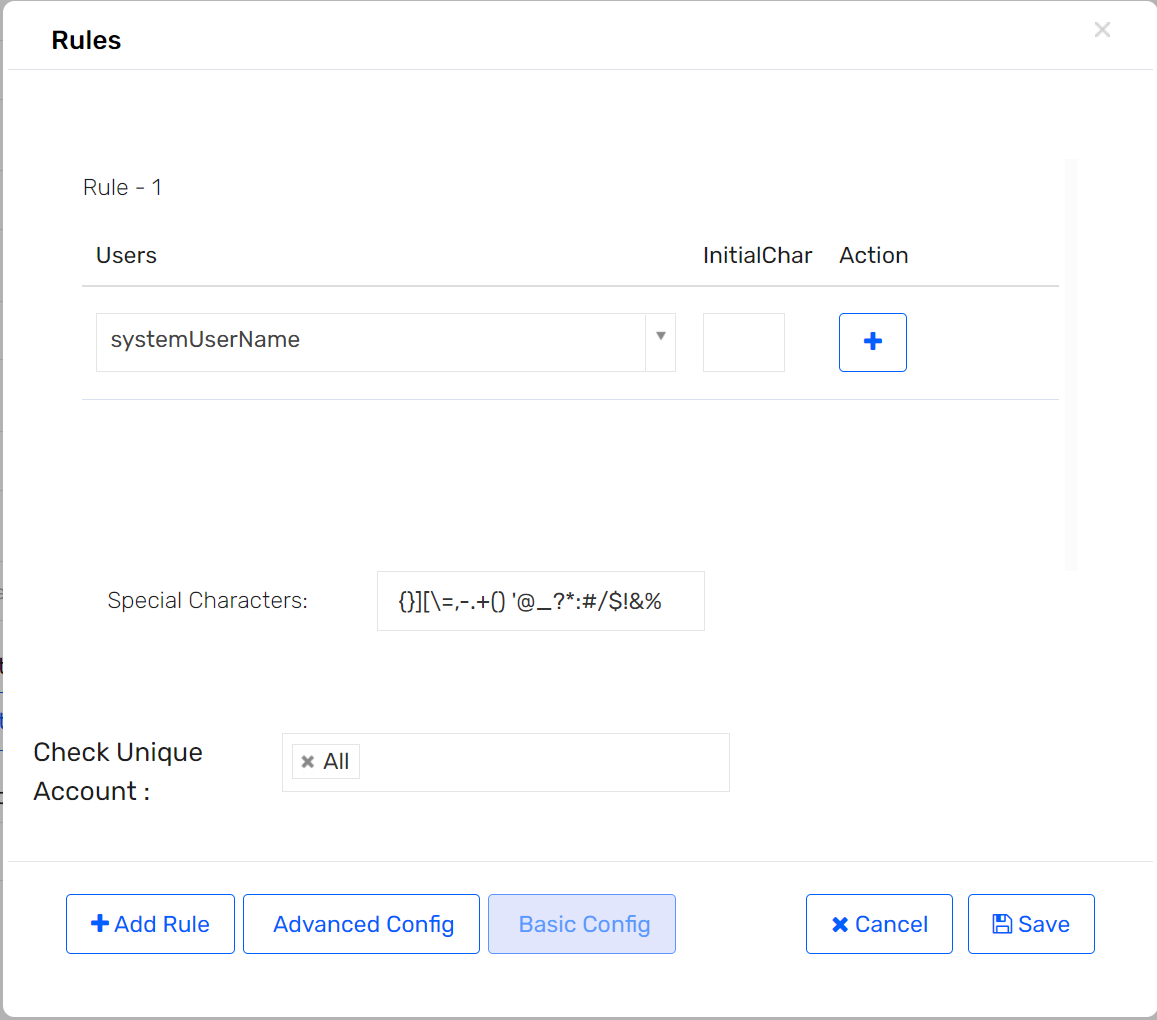 Rules
Rule - 1
Users InitialChar Action
systemUserName
Special Characters: {}][\=,-.+() '@_?*:#/$!&%
Check Unique
Account :
All
Add Rule Advanced Config Basic Config Cancel Save